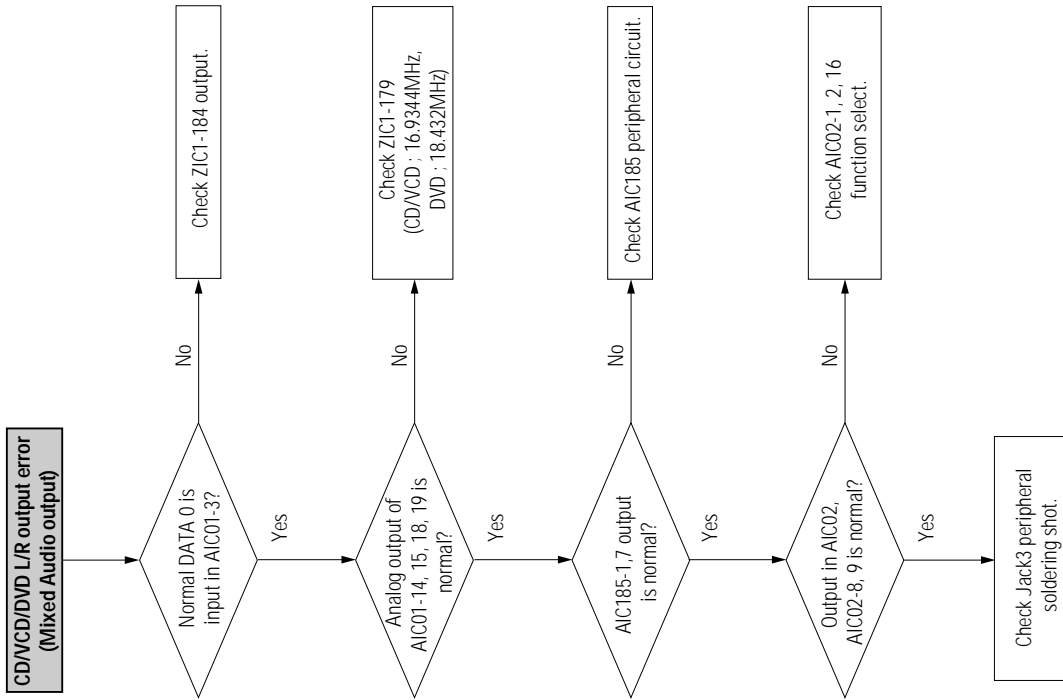 CD/VCD/DVD L/R output error
(Mixed Audio output)
Normal DATA 0 is
input in AIC01-3?
No
Check ZIC1-184 output.
Yes
Analog output of
AIC01-14, 15, 18, 19 is
normal?
No
Check ZIC1-179
(CD/VCD ; 16.9344MHz,
DVD ; 18.432MHz)
Yes
AIC185-1,7 output
is normal?
No
Check AIC185 peripheral circuit.
Yes
Output in AIC02,
AIC02-8, 9 is normal?
No
Check AIC02-1, 2, 16
function select.
Yes
Check Jack3 peripheral
soldering shot.